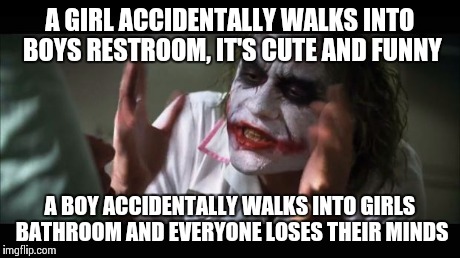 A GIRL ACCIDENTALLY WALKS INTO
BOYS RESTROOM, IT'S CUTE AND FUNNY
A BOY ACCIDENTALLY WALKS INTO GIRLS
BATHROOM AND EVERYONE LOSES THEIR MINDS
imgflip.com